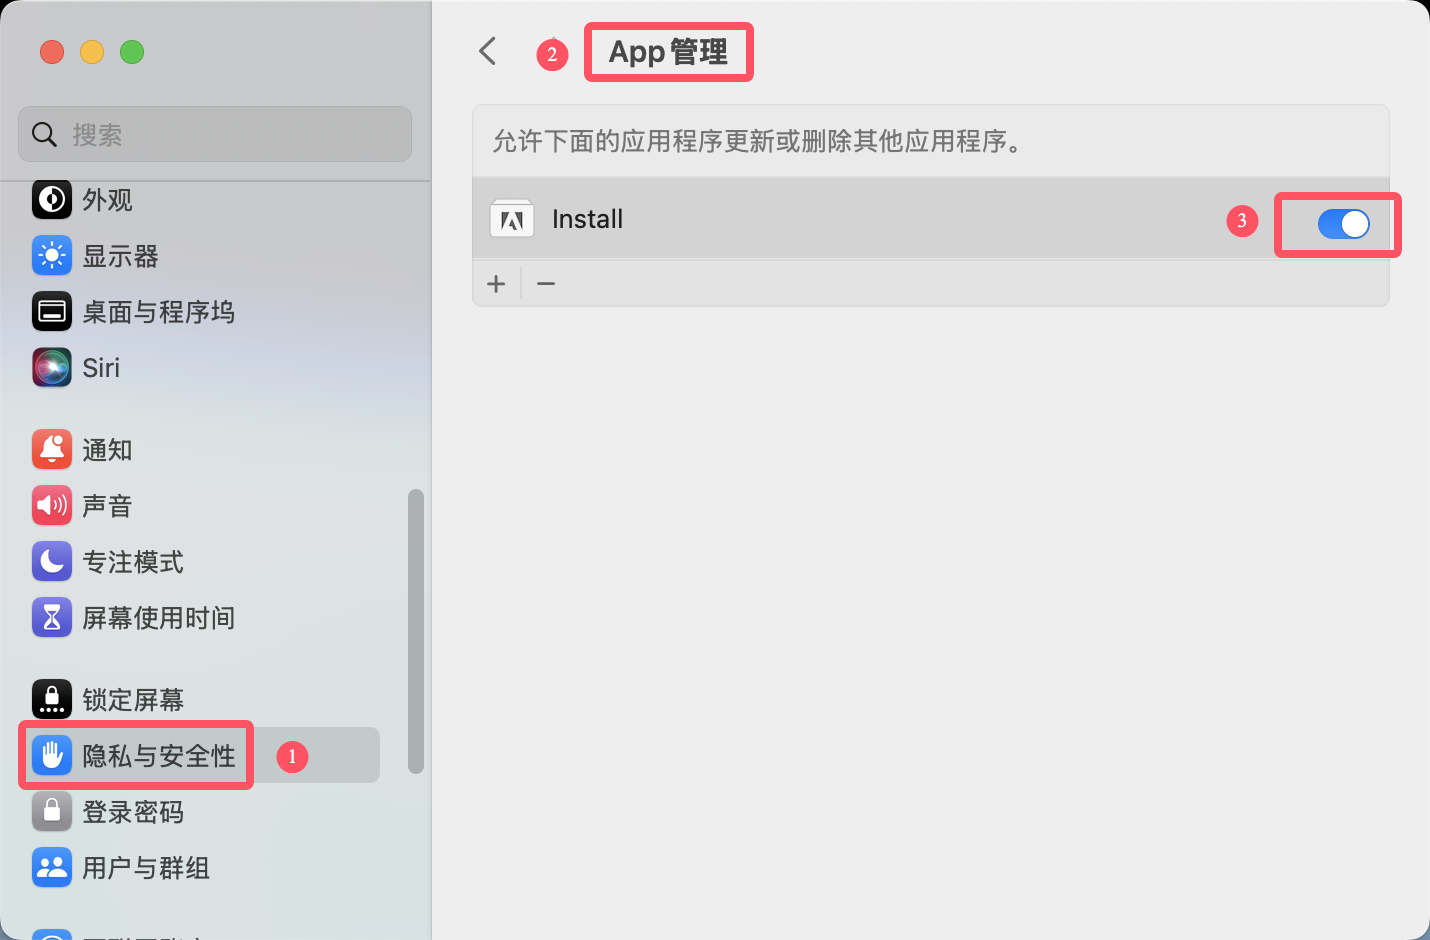 搜索
外观
显示器
桌面与程序坞
Siri
通知
声音
专注模式
屏幕使用时间
锁定屏幕
隐私与安全性
1
登录密码
用户与群组
2
App 管理
允许下面的应用程序更新或删除其他应用程序。
Install
3